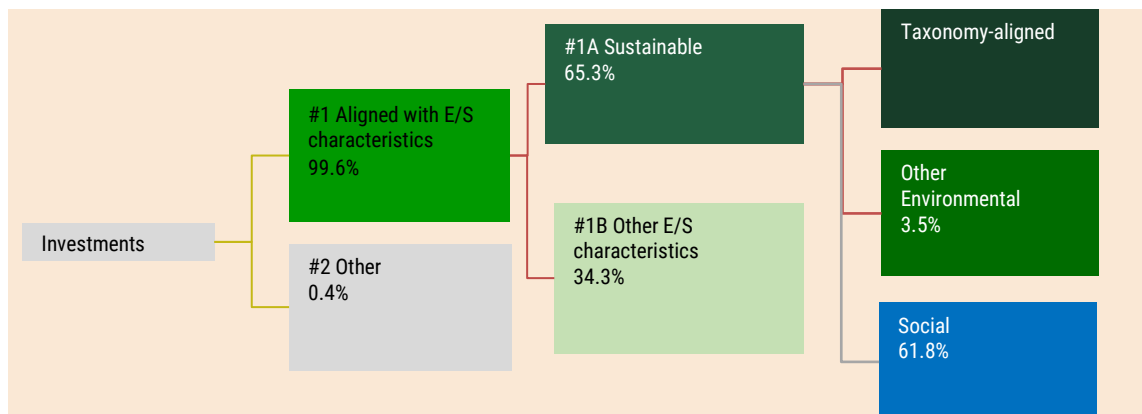 Investments
#1 Aligned with E/S
characteristics
99.6%
#2 Other
0.4%
#1A Sustainable
65.3%
#1B Other E/S
characteristics
34.3%
Taxonomy-aligned
Other
Environmental
3.5%
Social
61.8%